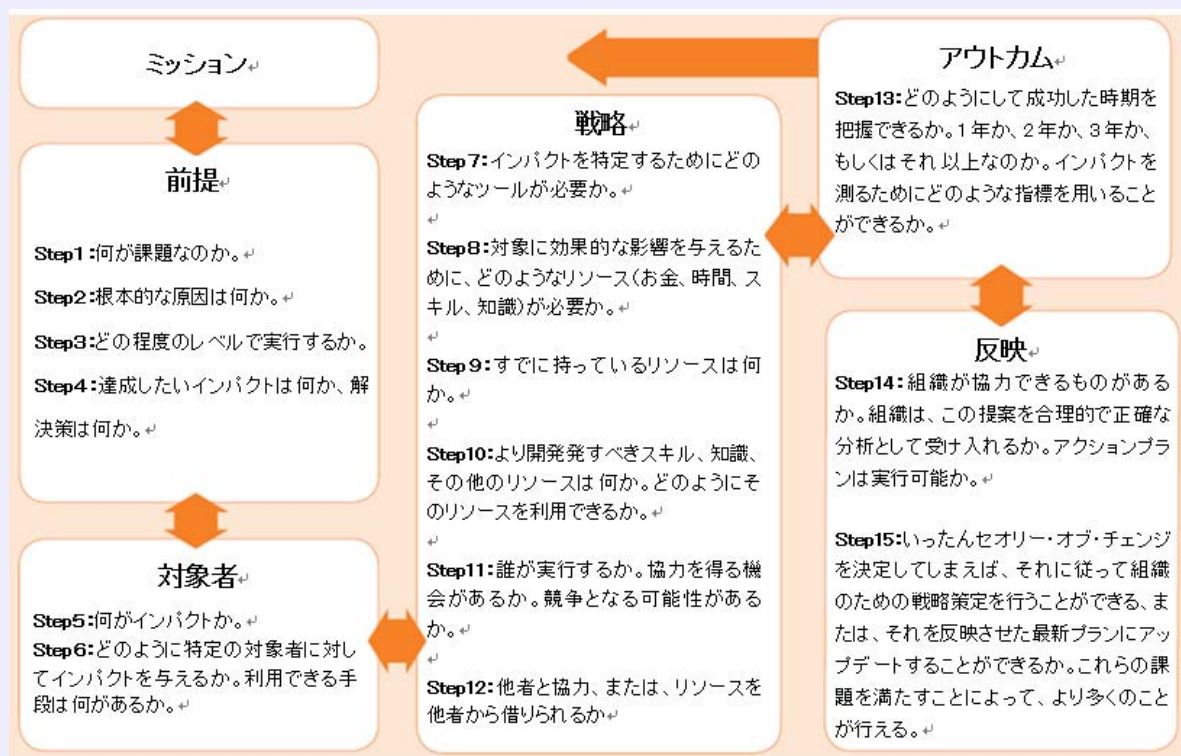 ミッション↵
前提↵
Step1:何が課題なのか。↵
Step2:根本的な原因は何か。↵
Step3:どの程度のレベルで実行するか。
Step4:達成したいインパクトは何か、解
決策は何か。↵
対象者↵
Step5:何がインパクトか。↵
Step6:どのように特定の対象者に対し
てインパクトを与えるか。利用できる手
段は何があるか。↵
戦略↵
Step7:インパクトを特定するためにどの
ようなツールが必要か。↵
↵
Step8:対象に効果的な影響を与えるた
めに、どのようなリソース(お金、時間、ス
キル、知識)が必要か。↵
↵
Step9:すでに持っているリソースは何
か。↵
↵
Step10:より開発発すべきスキル、知識、
その他のリソースは何か。どのようにそ
のリソースを利用できるか。↵
↵
Step11:誰が実行するか。協力を得る機
会があるか。競争となる可能性がある
か。↵
↵
Step12:他者と協力、または、リソースを
他者から借りられるか↵
アウトカム↵
Step13:どのようにして成功した時期を
把握できるか。1年か、2年か、3年か、
もしくはそれ以上なのか。インパクトを
測るためにどのような指標を用いること
ができるか。↵
反映↵
Step14:組織が協力できるものがある
か。組織は、この提案を合理的で正確な
分析として受け入れるか。アクションプラ
ンは実行可能か。↵
Step15:いったんセオリー・オブ・チェンジ
を決定してしまえば、それに従って組織
のための戦略策定を行うことができる、ま
たは、それを反映させた最新プランにアッ
プデートすることができるか。これらの課
題を満たすことによって、より多くのこと
が行える。↵